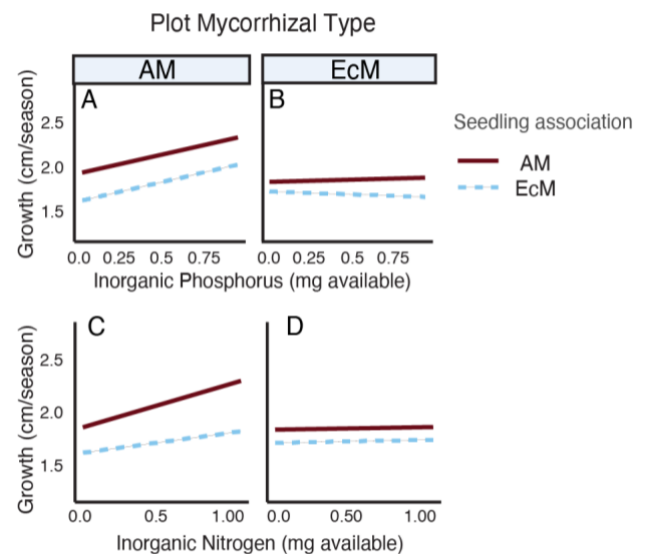 Plot Mycorrhizal Type
AM
EcM
A
B
Growth (cm/season)
2.5
2.0
1.5
0.0 0.25 0.5 0.75
0.0 0.25 0.5 0.75
Inorganic Phosphorus (mg available)
Seedling association
AM
EcM
C
D
Growth (cm/season)
2.5
2.0
1.5
0.0 0.5 1.00
0.0 0.50 1.00
Inorganic Nitrogen (mg available)